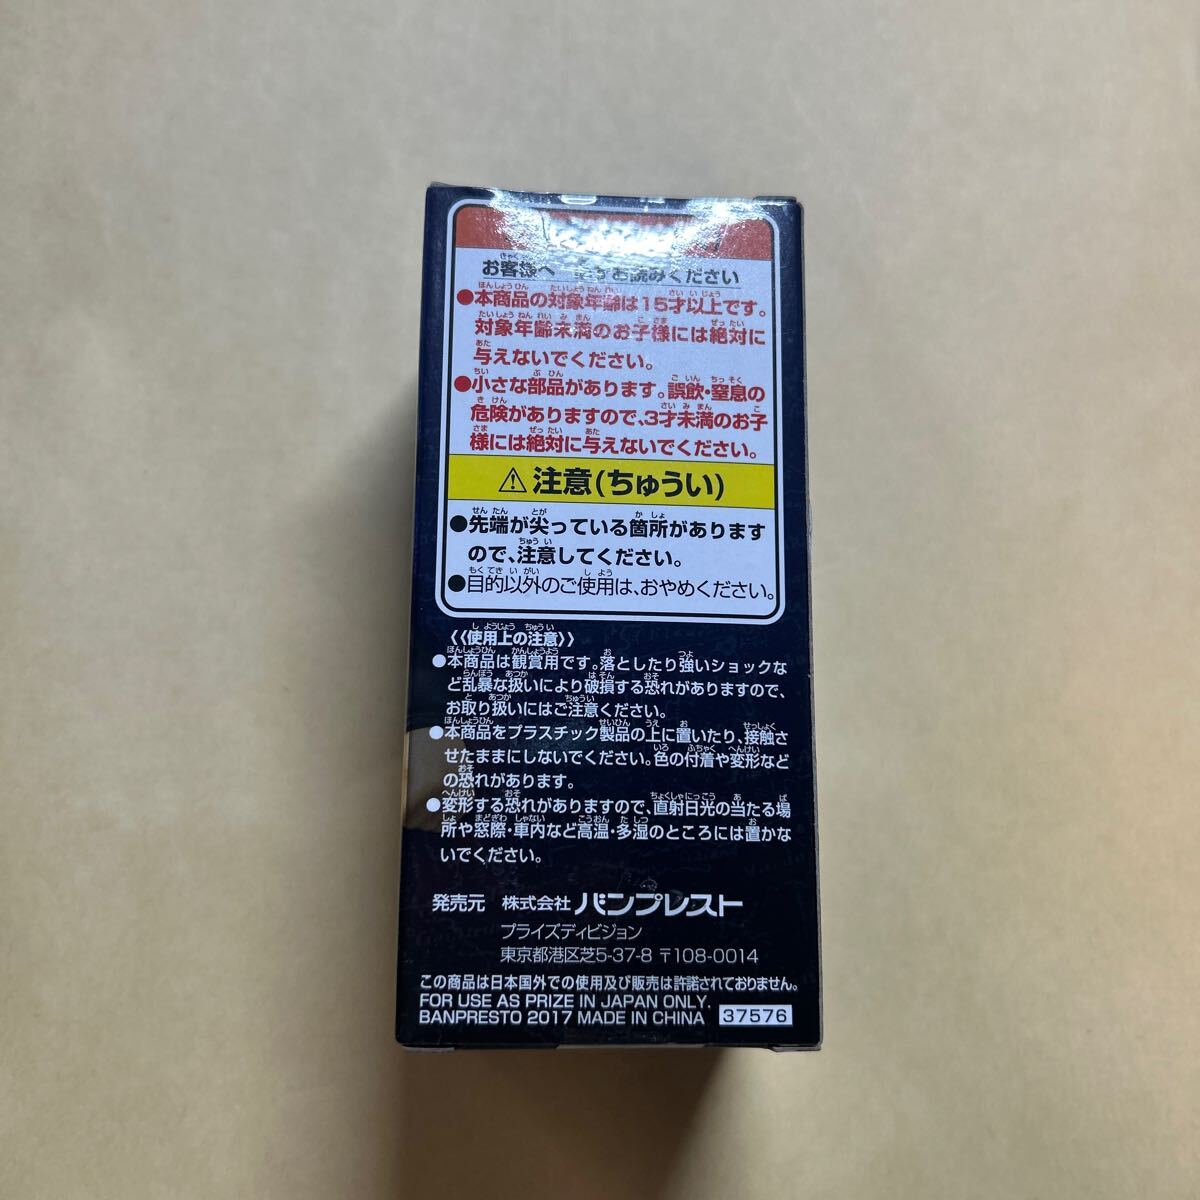 お客様へ 必ずお読みください
●本商品の対象年齢は15才以上です。
対象年齢未満のお子様には絶対に
与えないでください。
●小さな部品があります。誤飲・窒息の
危険がありますので、3才未満のお子
様には絶対に与えないでください。
⚠注意(ちゅうい)
●先端が尖っている箇所があります
ので、注意してください。
●目的以外のご使用は、おやめください。
《使用上の注意》
●本商品は観賞用です。落としたり強いショックな
ど乱暴な扱いにより破損する恐れがありますので、
お取り扱いにはご注意ください。
●本商品をプラスチック製品の上に置いたり、接触さ
せたままにしないでください。色の付着や変形など
の恐れがあります。
●変形する恐れがありますので、直射日光の当たる場
所や窓際・車内など高温・多湿のところには置かな
いでください。
発売元 株式会社 バンプレスト
プライズディビジョン
東京都港区芝5-37-8 〒108-0014
この商品は日本国外での使用及び販売は許諾されておりません。
FOR USE AS PRIZE IN JAPAN ONLY.
BANPRESTO 2017 MADE IN CHINA 37576